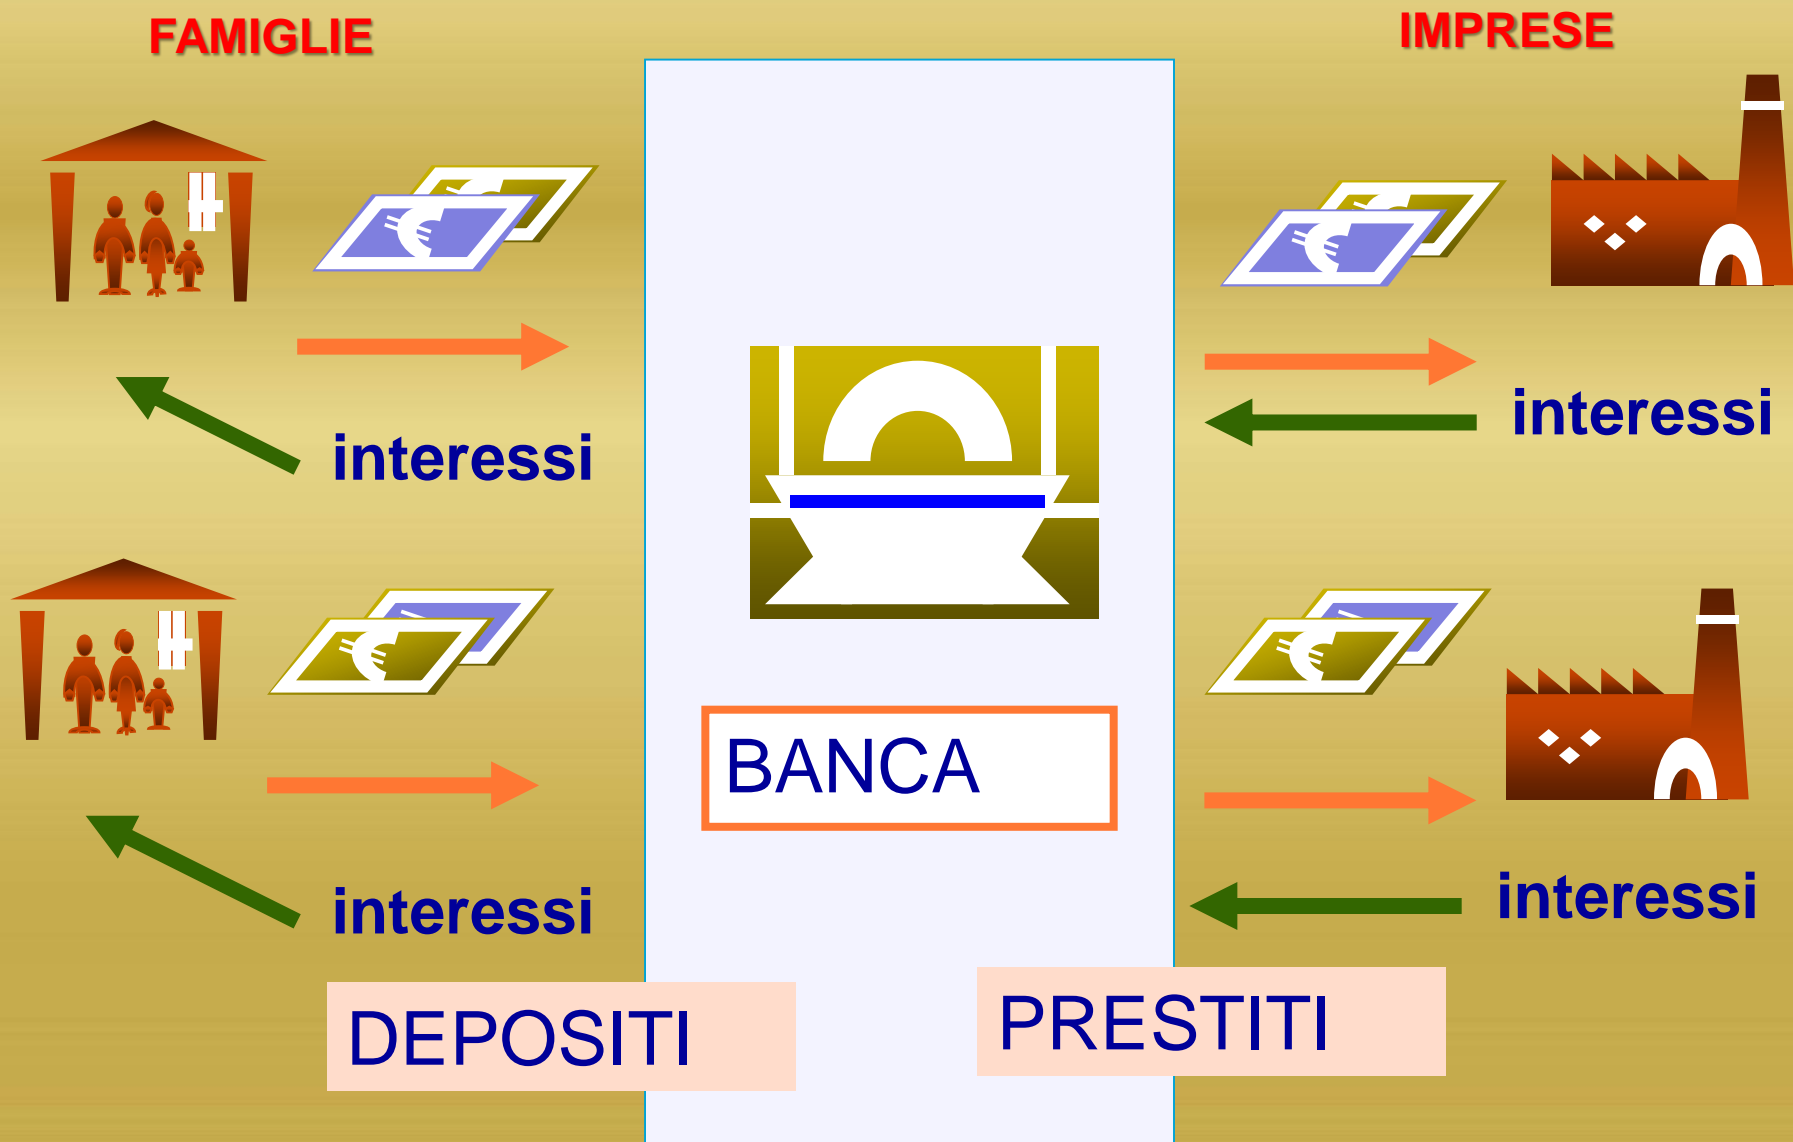 FAMIGLIE
IMPRESE
interessi
interessi
BANCA
interessi
interessi
DEPOSITI
PRESTITI